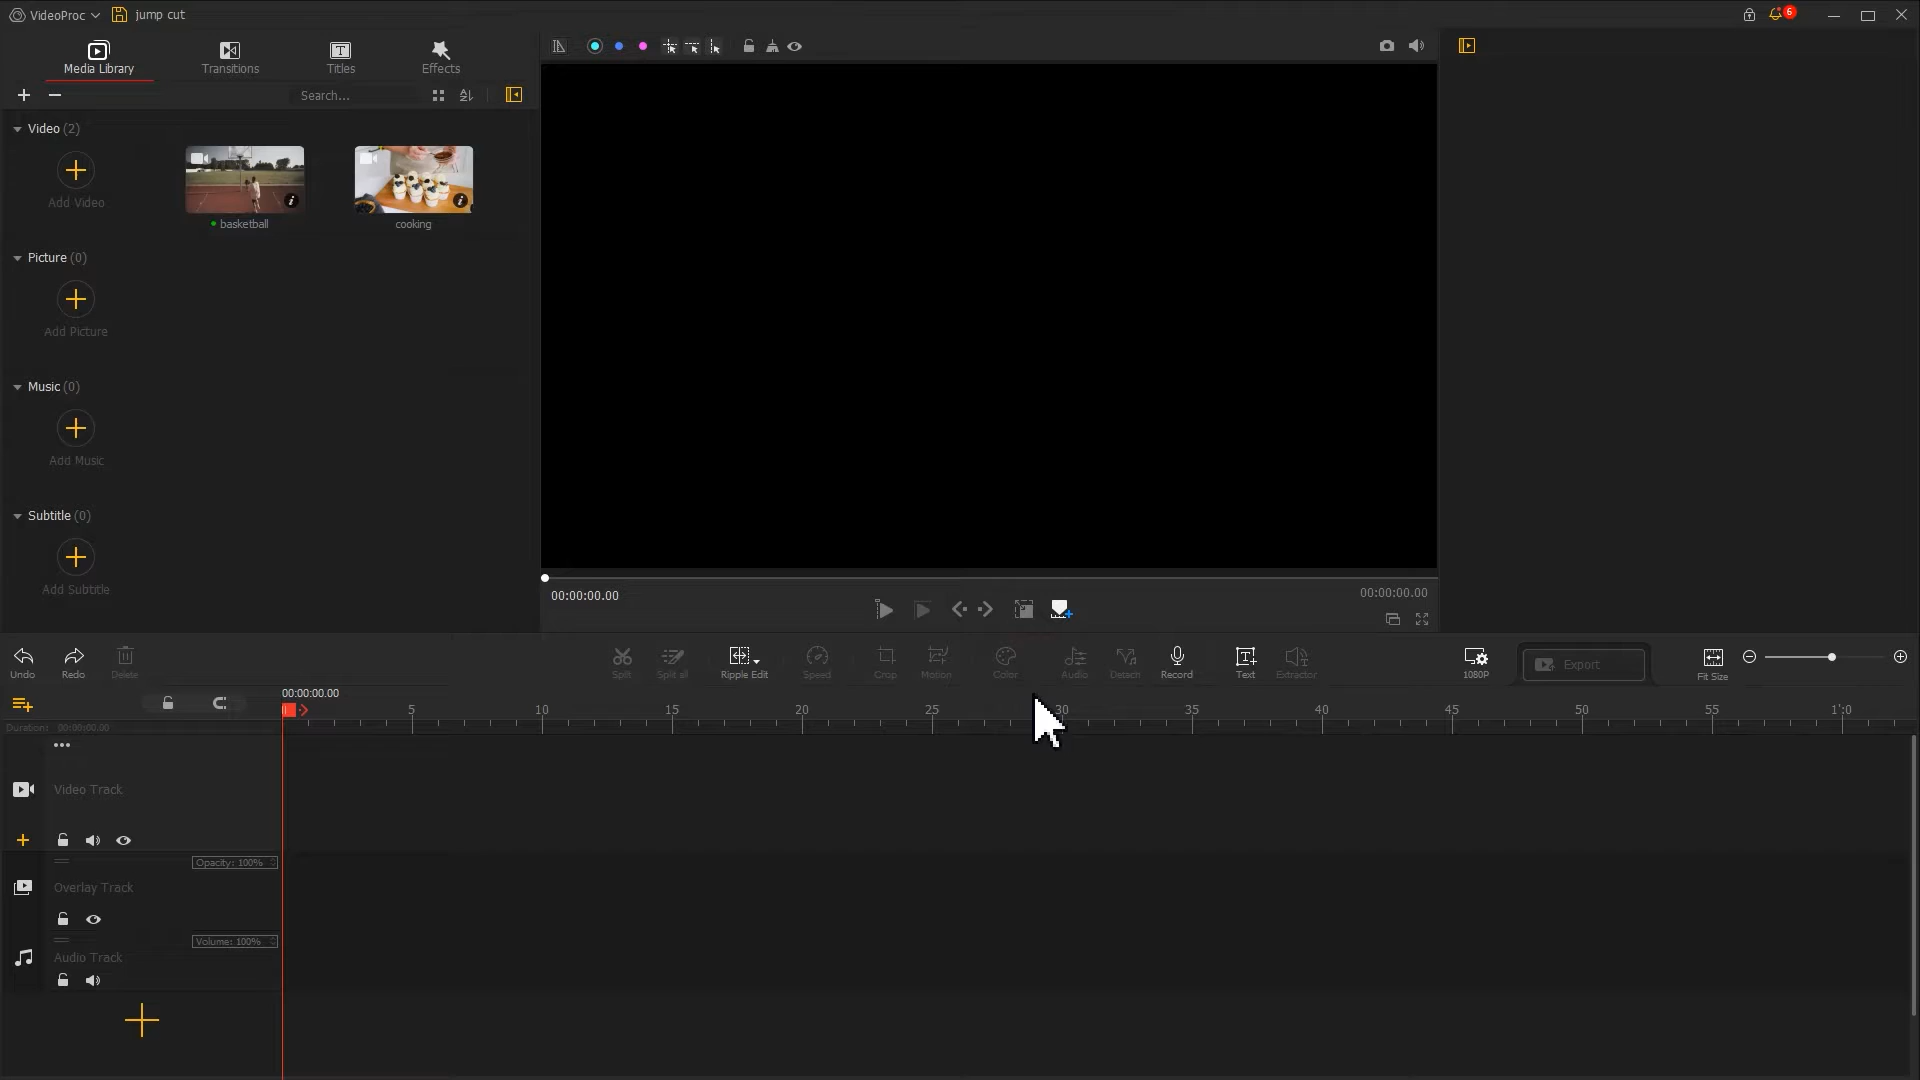 VideoProc
jump cut
6
Media Library
Transitions
Titles
Effects
Search...
Video (2)
Add Video
basketball
cooking
Picture (0)
Add Picture
Music (0)
Add Music
Subtitle (0)
Add Subtitle
00:00:00.00
00:00:00.00
Undo
Redo
Delete
Split
Split all
Ripple Edit
Speed
Crop
Motion
Color
Audio
Detach
Record
Text
Extractor
1080P
Export
Fit Size
00:00:00.00
5
10
15
20
25
30
35
40
45
50
55
1':0
Duration: 00:00:00.00
Video Track
Opacity: 100%
Overlay Track
Volume: 100%
Audio Track